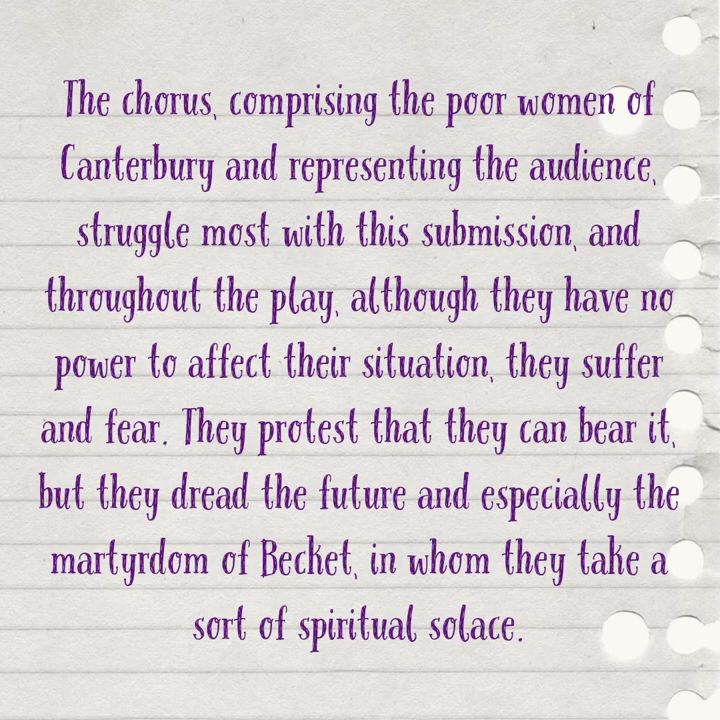 The chorus, comprising the poor women of
Canterbury and representing the audience,
struggle most with this submission, and
throughout the play, although they have no
power to affect their situation, they suffer
and fear. They protest that they can bear it,
but they dread the future and especially the
martyrdom of Becket, in whom they take a
sort of spiritual solace.